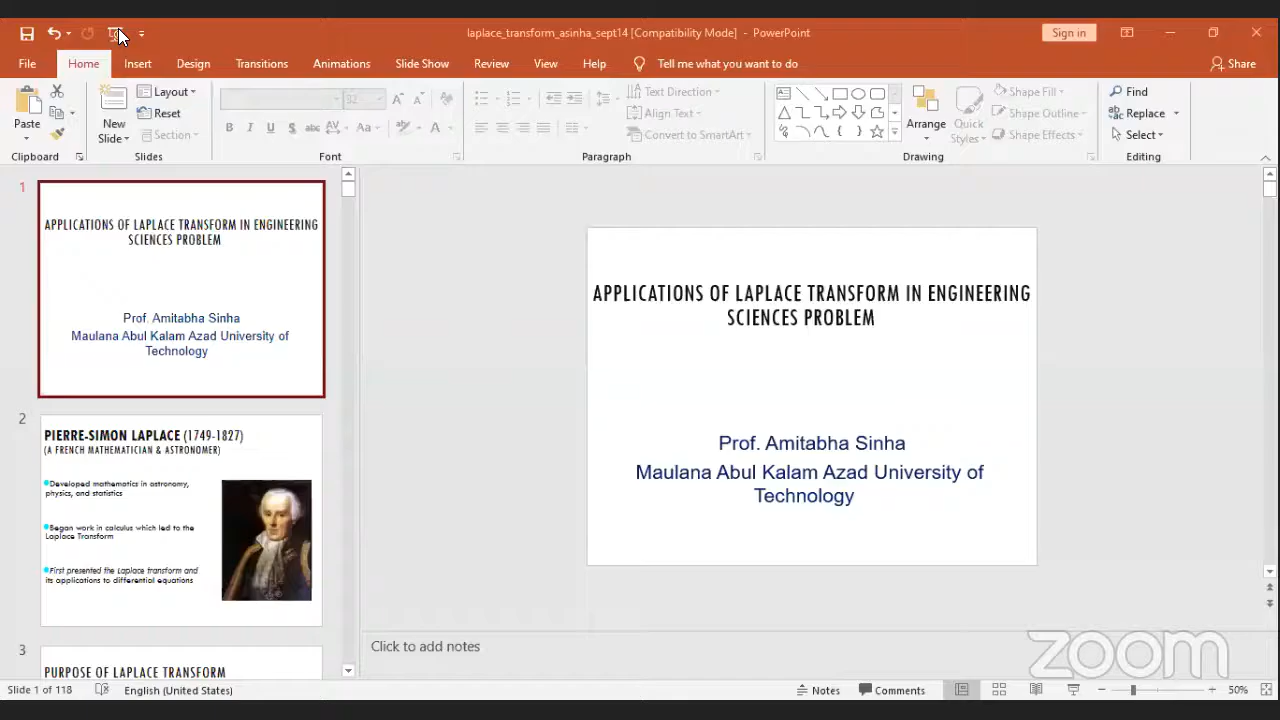 laplace_transform_asinha_sept14 [Compatibility Mode] - PowerPoint
Sign in
File Home Insert Design Transitions Animations Slide Show Review View Help Tell me what you want to do Share
Paste
New Slide
Layout
Reset
Section
32
B I U S abc AV Aa A
Text Direction
Align Text
Convert to SmartArt
Arrange
Quick Styles
Shape Fill
Shape Outline
Shape Effects
Find
Replace
Select
Clipboard Slides Font Paragraph Drawing Editing
1
APPLICATIONS OF LAPLACE TRANSFORM IN ENGINEERING
SCIENCES PROBLEM
Prof. Amitabha Sinha
Maulana Abul Kalam Azad University of
Technology
2
PIERRE-SIMON LAPLACE (1749-1827)
(A FRENCH MATHEMATICIAN & ASTRONOMER)
Developed mathematics in astronomy,
physics, and statistics
Began work in calculus which led to the
Laplace Transform
First presented the Laplace transform and
its applications to differential equations
3
PURPOSE OF LAPLACE TRANSFORM
APPLICATIONS OF LAPLACE TRANSFORM IN ENGINEERING
SCIENCES PROBLEM
Prof. Amitabha Sinha
Maulana Abul Kalam Azad University of
Technology
Click to add notes
zoom
Slide 1 of 118 English (United States) Notes Comments 50%